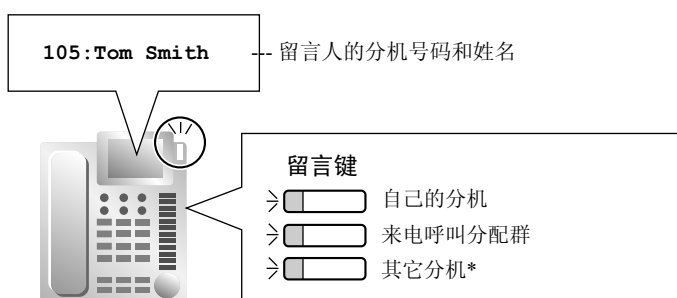 105:Tom Smith --- 留言人的分机号码和姓名
留言键
自己的分机
来电呼叫分配群
其它分机*